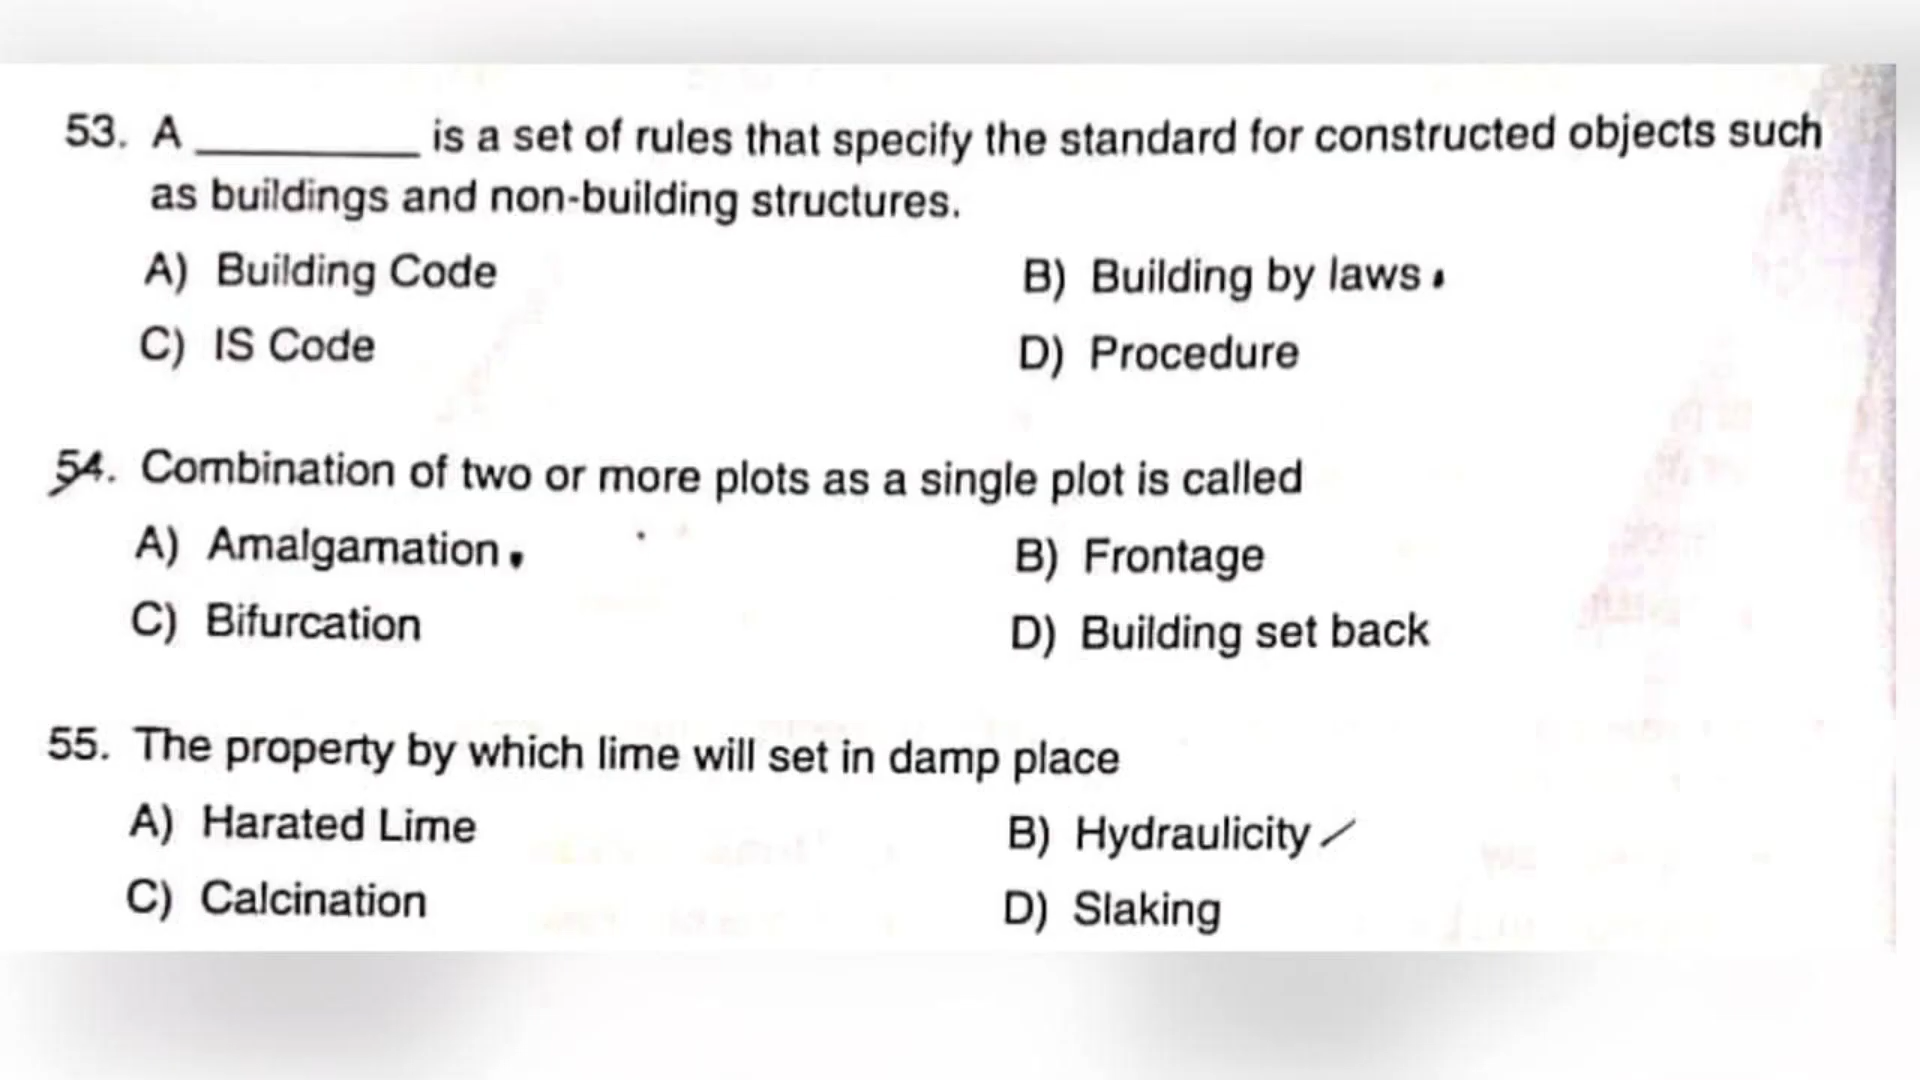 53. A ________ is a set of rules that specify the standard for constructed objects such
as buildings and non-building structures.
A) Building Code B) Building by laws
C) IS Code D) Procedure
54. Combination of two or more plots as a single plot is called
A) Amalgamation B) Frontage
C) Bifurcation D) Building set back
55. The property by which lime will set in damp place
A) Harated Lime B) Hydraulicity
C) Calcination D) Slaking